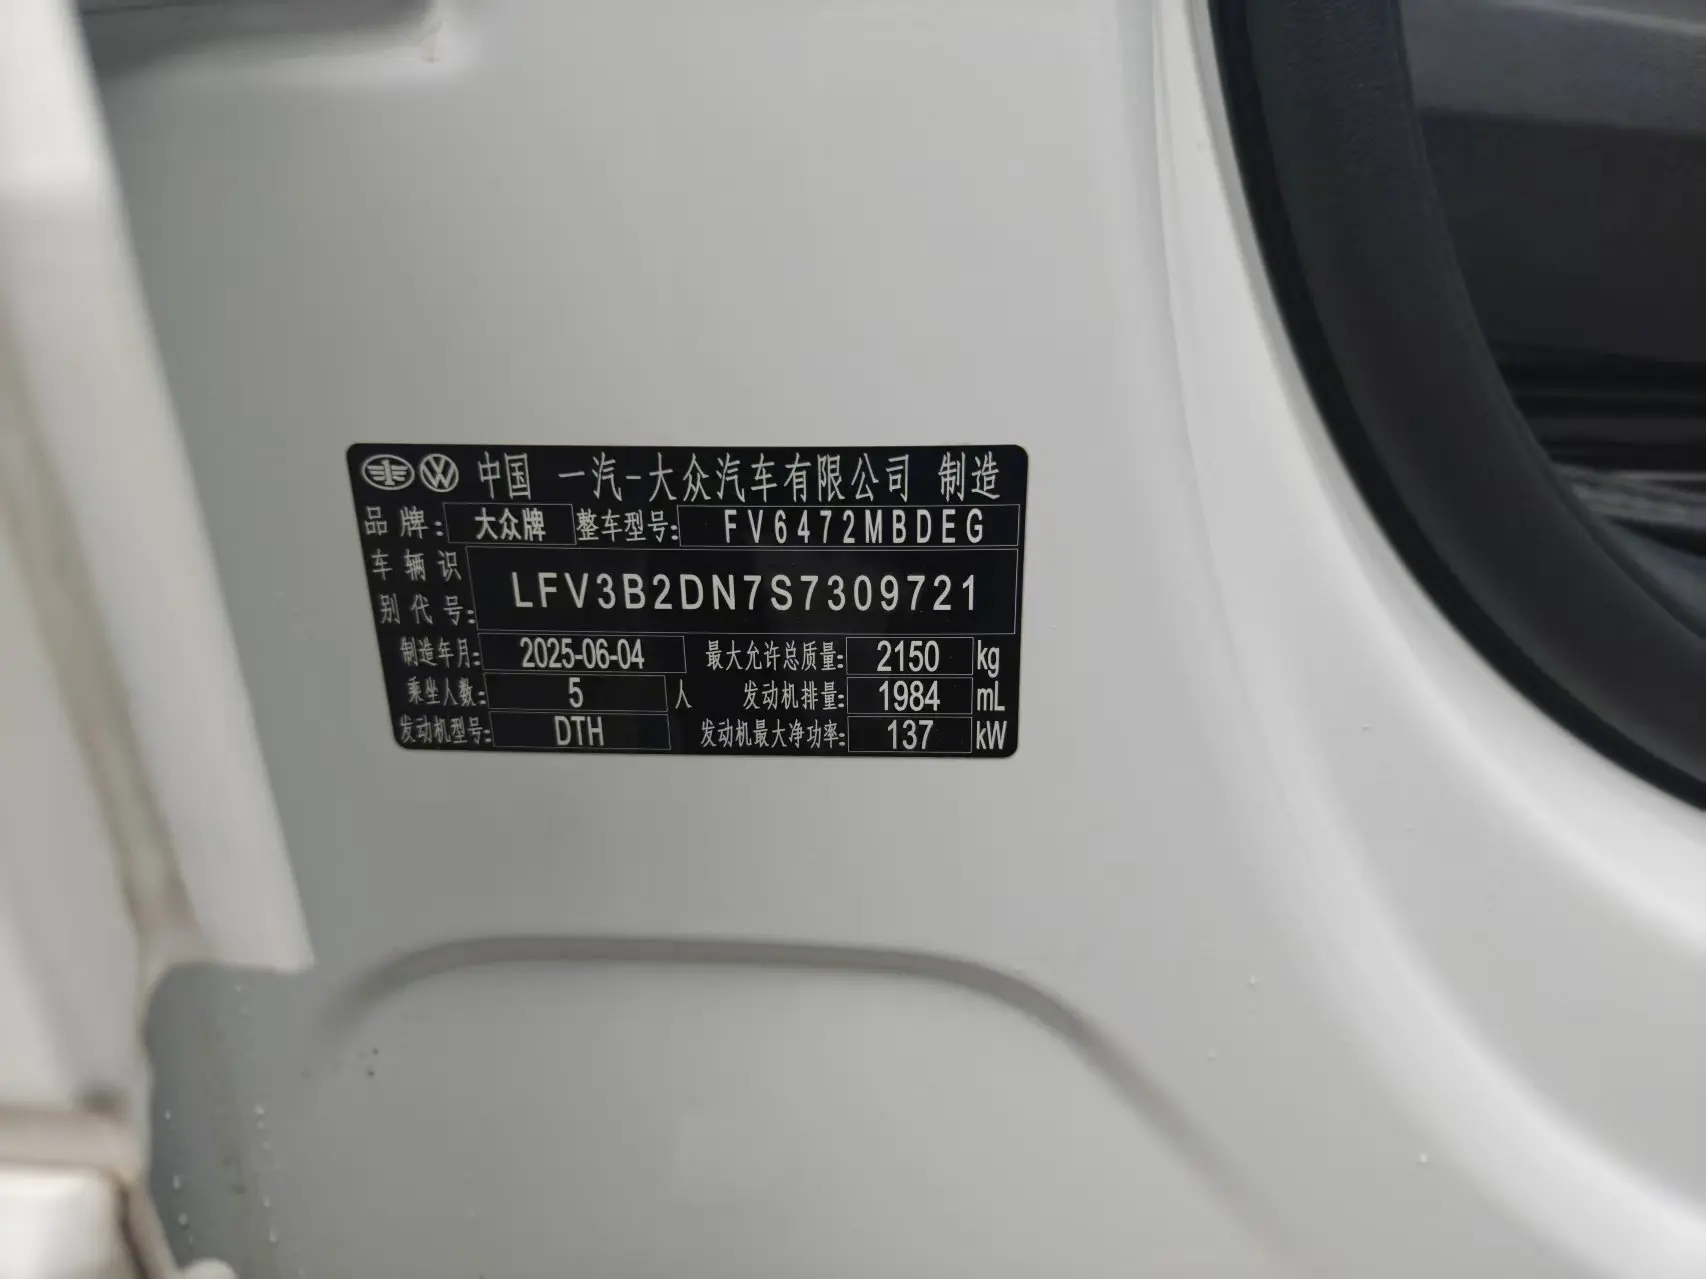 中国 一汽-大众汽车有限公司 制造
品牌: 大众牌 整车型号: FV6472MBDEG
车辆识别代号: LFV3B2DN7S7309721
制造年月: 2025-06-04 最大允许总质量: 2150 kg
乘坐人数: 5 人 发动机排量: 1984 mL
发动机型号: DTH 发动机最大净功率: 137 kW